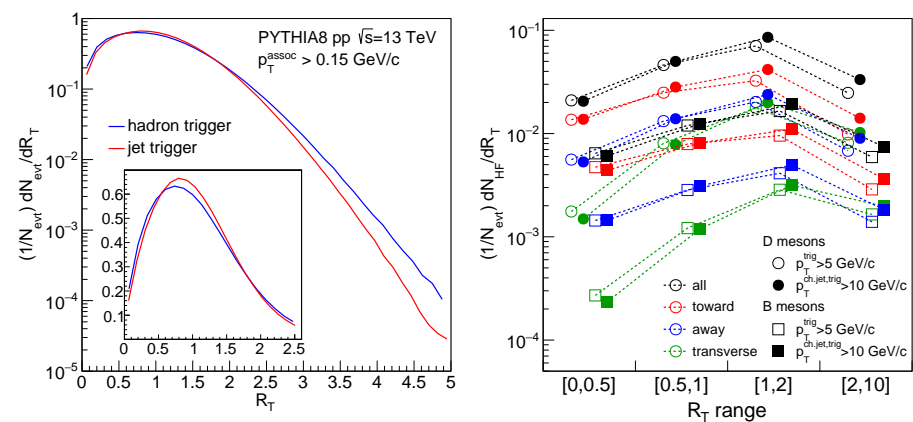 PYTHIA8 pp √s=13 TeV
p_T^assoc > 0.15 GeV/c
hadron trigger
jet trigger
(1/N_evt) dN_evt/dR_T
1
10⁻¹
10⁻²
10⁻³
10⁻⁴
10⁻⁵
0.6
0.5
0.4
0.3
0.2
0.1
0 0.5 1 1.5 2 2.5
0 0.5 1 1.5 2 2.5 3 3.5 4 4.5 5
R_T
(1/N_evt) dN_HF/dR_T
10⁻¹
10⁻²
10⁻³
10⁻⁴
all
toward
away
transverse
D mesons
p_T^trig>5 GeV/c
p_T^ch.jet,trig>10 GeV/c
B mesons
p_T^trig>5 GeV/c
p_T^ch.jet,trig>10 GeV/c
[0,0.5] [0.5,1] [1,2] [2,10]
R_T range